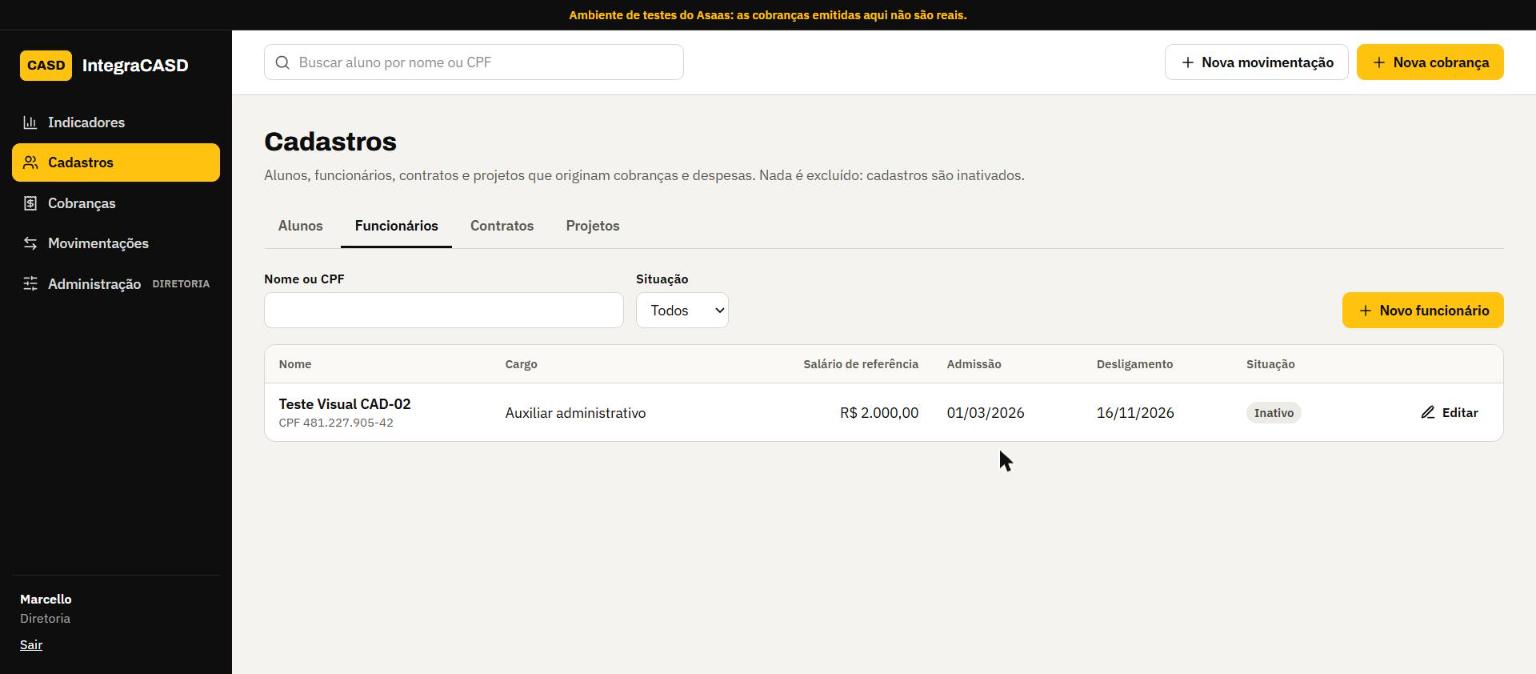 Ambiente de testes do Asaas: as cobranças emitidas aqui não são reais.
CASD IntegraCASD
Buscar aluno por nome ou CPF
Nova movimentação
Nova cobrança
Indicadores
Cadastros
Cobranças
Movimentações
Administração DIRETORIA
Cadastros
Alunos, funcionários, contratos e projetos que originam cobranças e despesas. Nada é excluído: cadastros são inativados.
Alunos Funcionários Contratos Projetos
Nome ou CPF Situação
Todos
Novo funcionário
Nome Cargo Salário de referência Admissão Desligamento Situação
Teste Visual CAD-02
CPF 481.227.905-42
Auxiliar administrativo R$ 2.000,00 01/03/2026 16/11/2026 Inativo Editar
Marcello
Diretoria
Sair